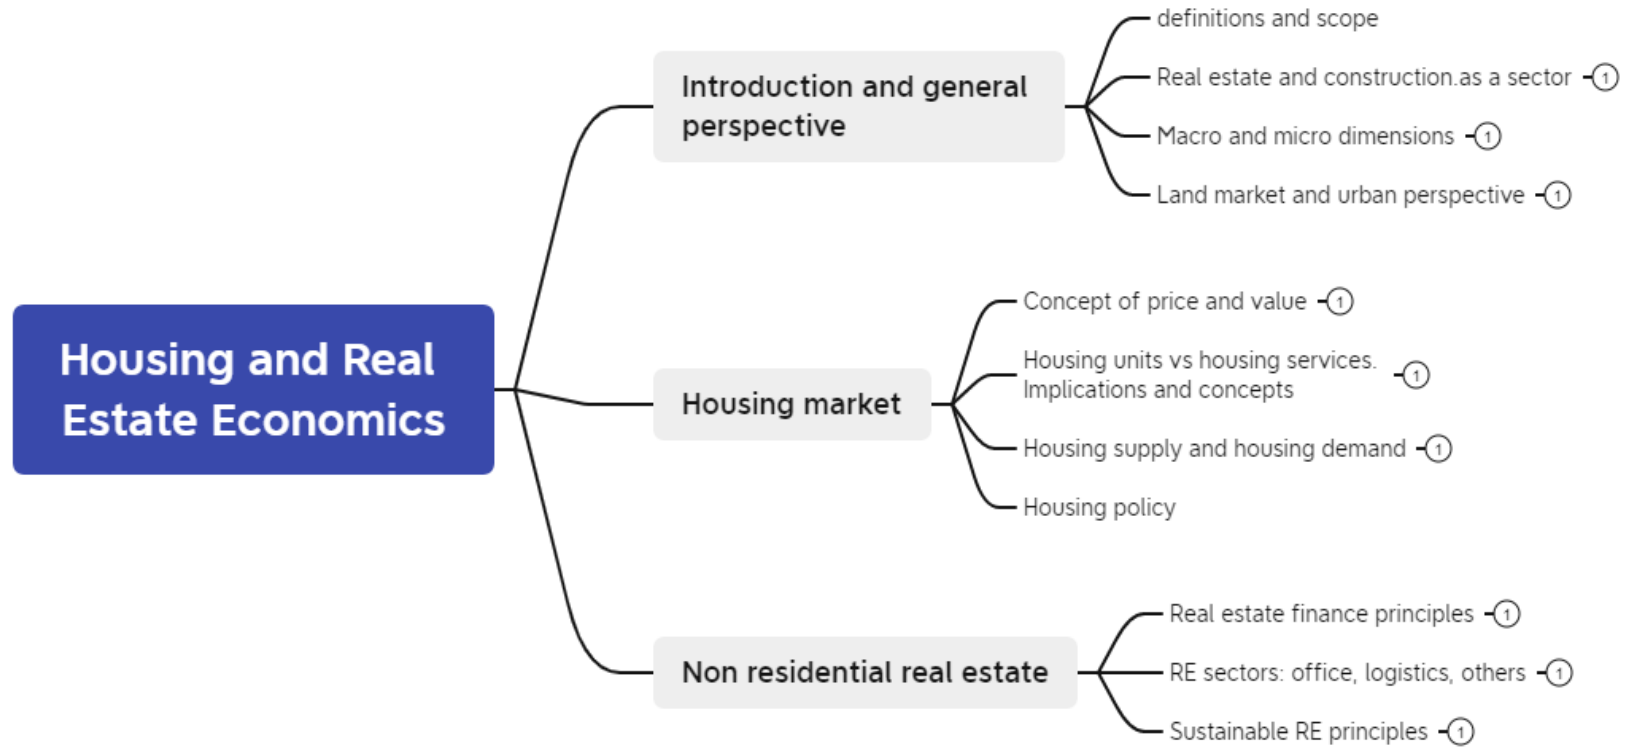 Housing and Real
Estate Economics
Introduction and general
perspective
definitions and scope
Real estate and construction.as a sector 1
Macro and micro dimensions 1
Land market and urban perspective 1
Housing market
Concept of price and value 1
Housing units vs housing services.
Implications and concepts 1
Housing supply and housing demand 1
Housing policy
Non residential real estate
Real estate finance principles 1
RE sectors: office, logistics, others 1
Sustainable RE principles 1